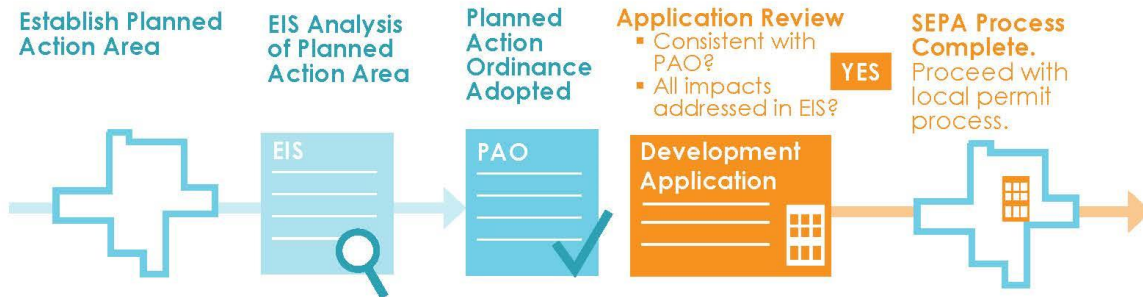 Establish Planned
Action Area
EIS Analysis
of Planned
Action Area
Planned
Action
Ordinance
Adopted
Application Review
▪ Consistent with
PAO?
▪ All impacts
addressed in EIS?
YES
SEPA Process
Complete.
Proceed with
local permit
process.
EIS
PAO
Development
Application